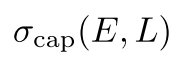 σ_cap(E, L)